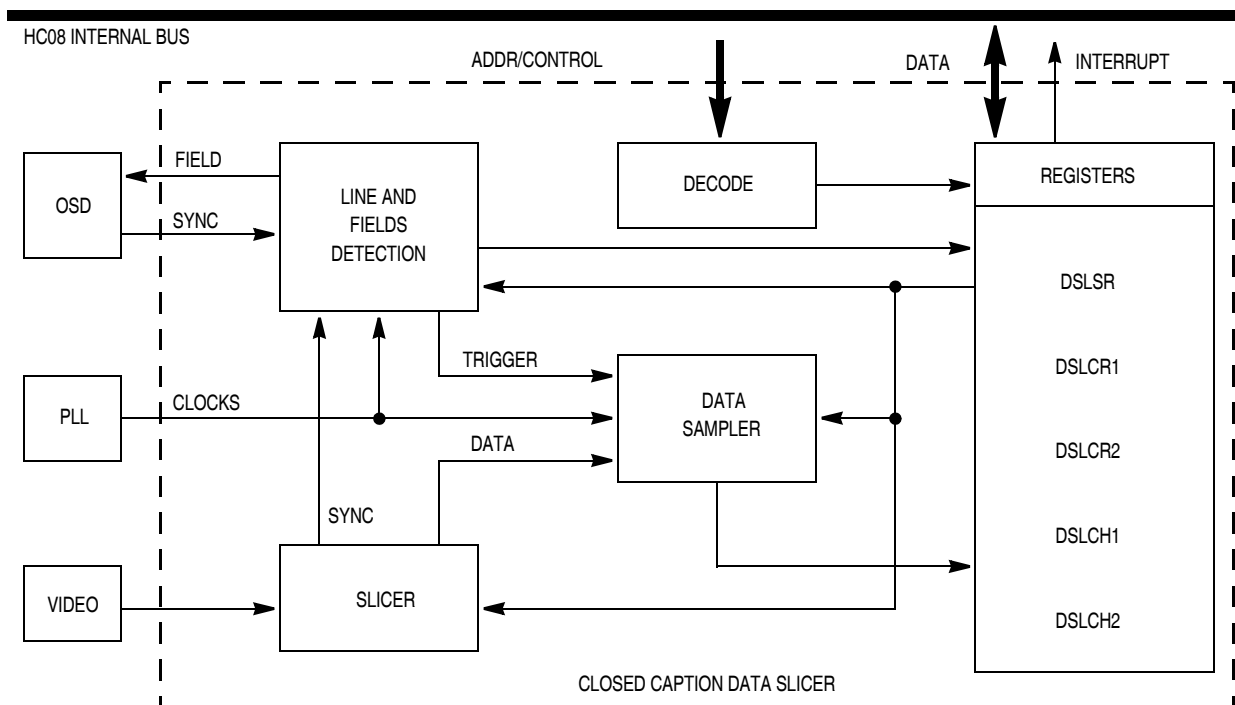 HC08 INTERNAL BUS
ADDR/CONTROL
DATA
INTERRUPT
OSD
FIELD
SYNC
LINE AND
FIELDS
DETECTION
DECODE
REGISTERS
DSLSR
DSLCR1
DSLCR2
DSLCH1
DSLCH2
TRIGGER
PLL
CLOCKS
DATA
SAMPLER
DATA
SYNC
VIDEO
SLICER
CLOSED CAPTION DATA SLICER